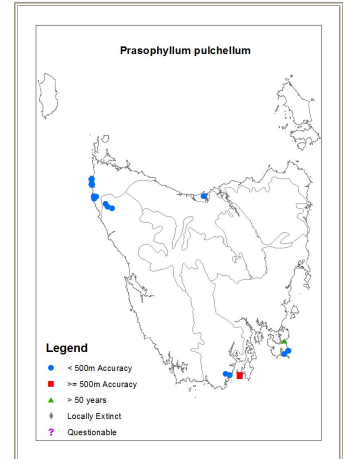 Prasophyllum pulchellum
Legend
< 500m Accuracy
>= 500m Accuracy
> 50 years
Locally Extinct
? Questionable